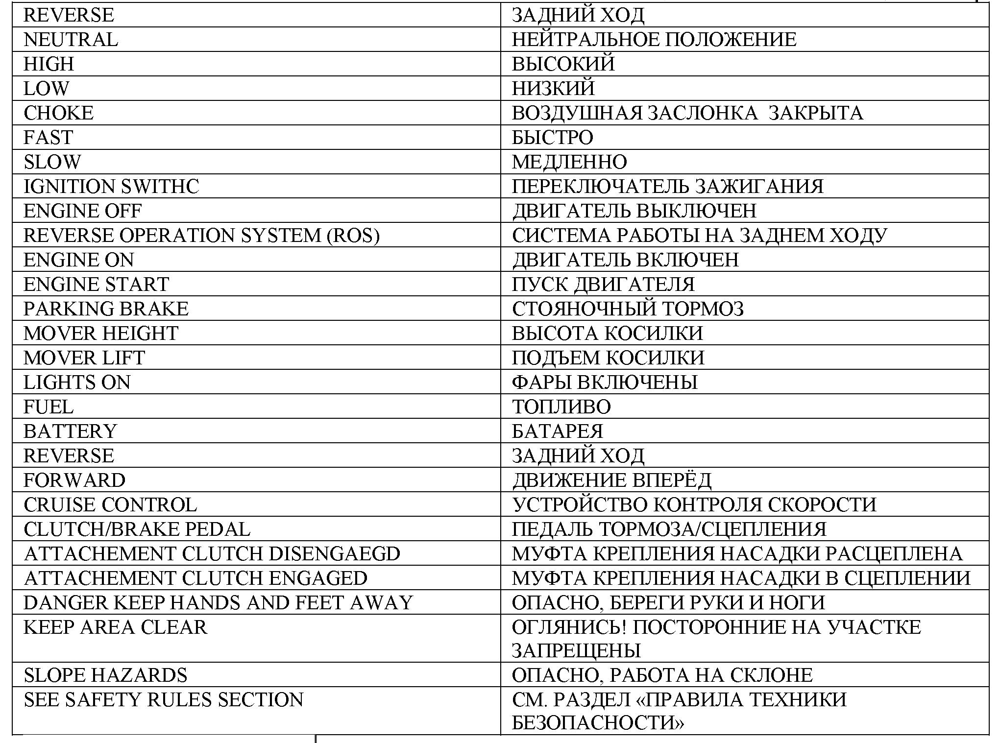 REVERSE ЗАДНИЙ ХОД
NEUTRAL НЕЙТРАЛЬНОЕ ПОЛОЖЕНИЕ
HIGH ВЫСОКИЙ
LOW НИЗКИЙ
CHOKE ВОЗДУШНАЯ ЗАСЛОНКА ЗАКРЫТА
FAST БЫСТРО
SLOW МЕДЛЕННО
IGNITION SWITHC ПЕРЕКЛЮЧАТЕЛЬ ЗАЖИГАНИЯ
ENGINE OFF ДВИГАТЕЛЬ ВЫКЛЮЧЕН
REVERSE OPERATION SYSTEM (ROS) СИСТЕМА РАБОТЫ НА ЗАДНЕМ ХОДУ
ENGINE ON ДВИГАТЕЛЬ ВКЛЮЧЕН
ENGINE START ПУСК ДВИГАТЕЛЯ
PARKING BRAKE СТОЯНОЧНЫЙ ТОРМОЗ
MOVER HEIGHT ВЫСОТА КОСИЛКИ
MOVER LIFT ПОДЪЕМ КОСИЛКИ
LIGHTS ON ФАРЫ ВКЛЮЧЕНЫ
FUEL ТОПЛИВО
BATTERY БАТАРЕЯ
REVERSE ЗАДНИЙ ХОД
FORWARD ДВИЖЕНИЕ ВПЕРЁД
CRUISE CONTROL УСТРОЙСТВО КОНТРОЛЯ СКОРОСТИ
CLUTCH/BRAKE PEDAL ПЕДАЛЬ ТОРМОЗА/СЦЕПЛЕНИЯ
ATTACHEMENT CLUTCH DISENGAEGD МУФТА КРЕПЛЕНИЯ НАСАДКИ РАСЦЕПЛЕНА
ATTACHEMENT CLUTCH ENGAGED МУФТА КРЕПЛЕНИЯ НАСАДКИ В СЦЕПЛЕНИИ
DANGER KEEP HANDS AND FEET AWAY ОПАСНО, БЕРЕГИ РУКИ И НОГИ
KEEP AREA CLEAR ОГЛЯНИСЬ! ПОСТОРОННИЕ НА УЧАСТКЕ
ЗАПРЕЩЕНЫ
SLOPE HAZARDS ОПАСНО, РАБОТА НА СКЛОНЕ
SEE SAFETY RULES SECTION СМ. РАЗДЕЛ «ПРАВИЛА ТЕХНИКИ
БЕЗОПАСНОСТИ»